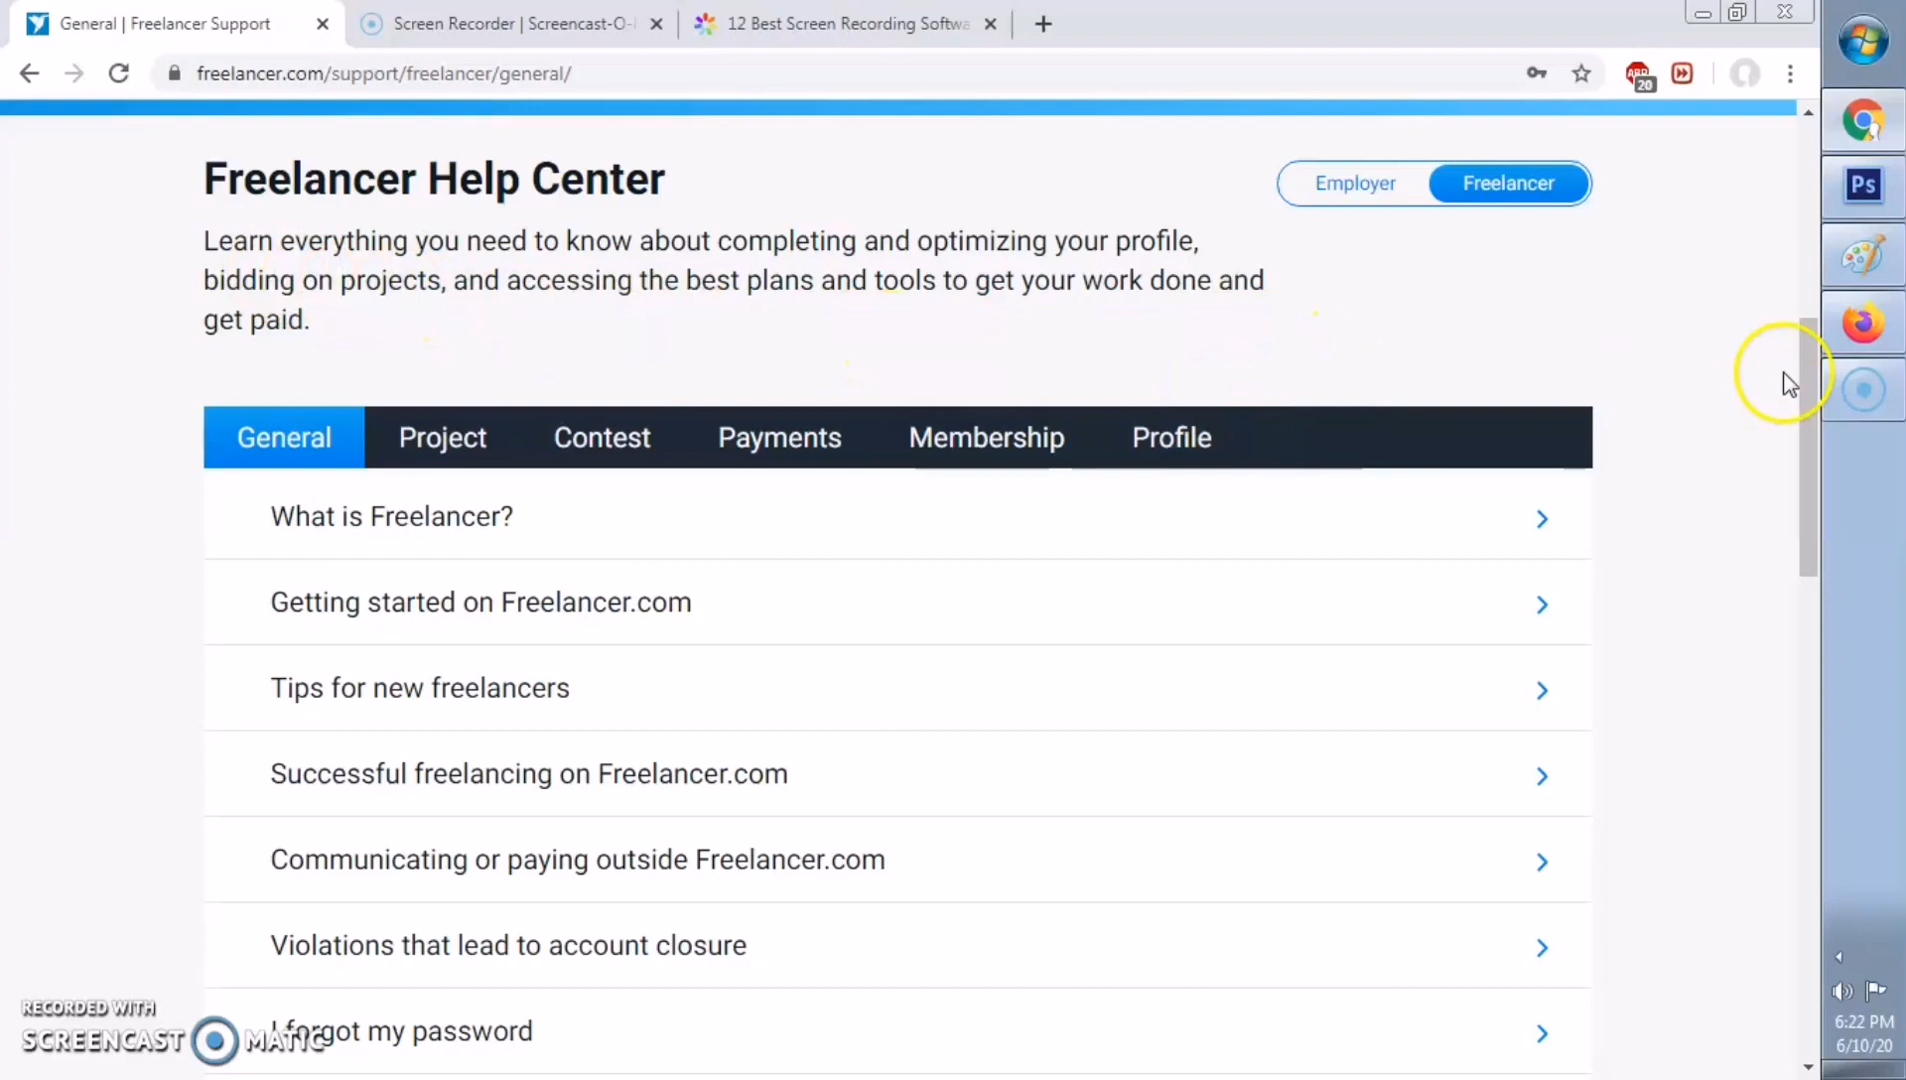 General | Freelancer Support
Screen Recorder | Screencast-O-
12 Best Screen Recording Softwa
freelancer.com/support/freelancer/general/
ABP
20
Freelancer Help Center
Employer
Freelancer
Learn everything you need to know about completing and optimizing your profile,
bidding on projects, and accessing the best plans and tools to get your work done and
get paid.
Ps
General
Project
Contest
Payments
Membership
Profile
What is Freelancer?
Getting started on Freelancer.com
Tips for new freelancers
Successful freelancing on Freelancer.com
Communicating or paying outside Freelancer.com
Violations that lead to account closure
I forgot my password
RECORDED WITH
SCREENCAST MATIC
6:22 PM
6/10/20